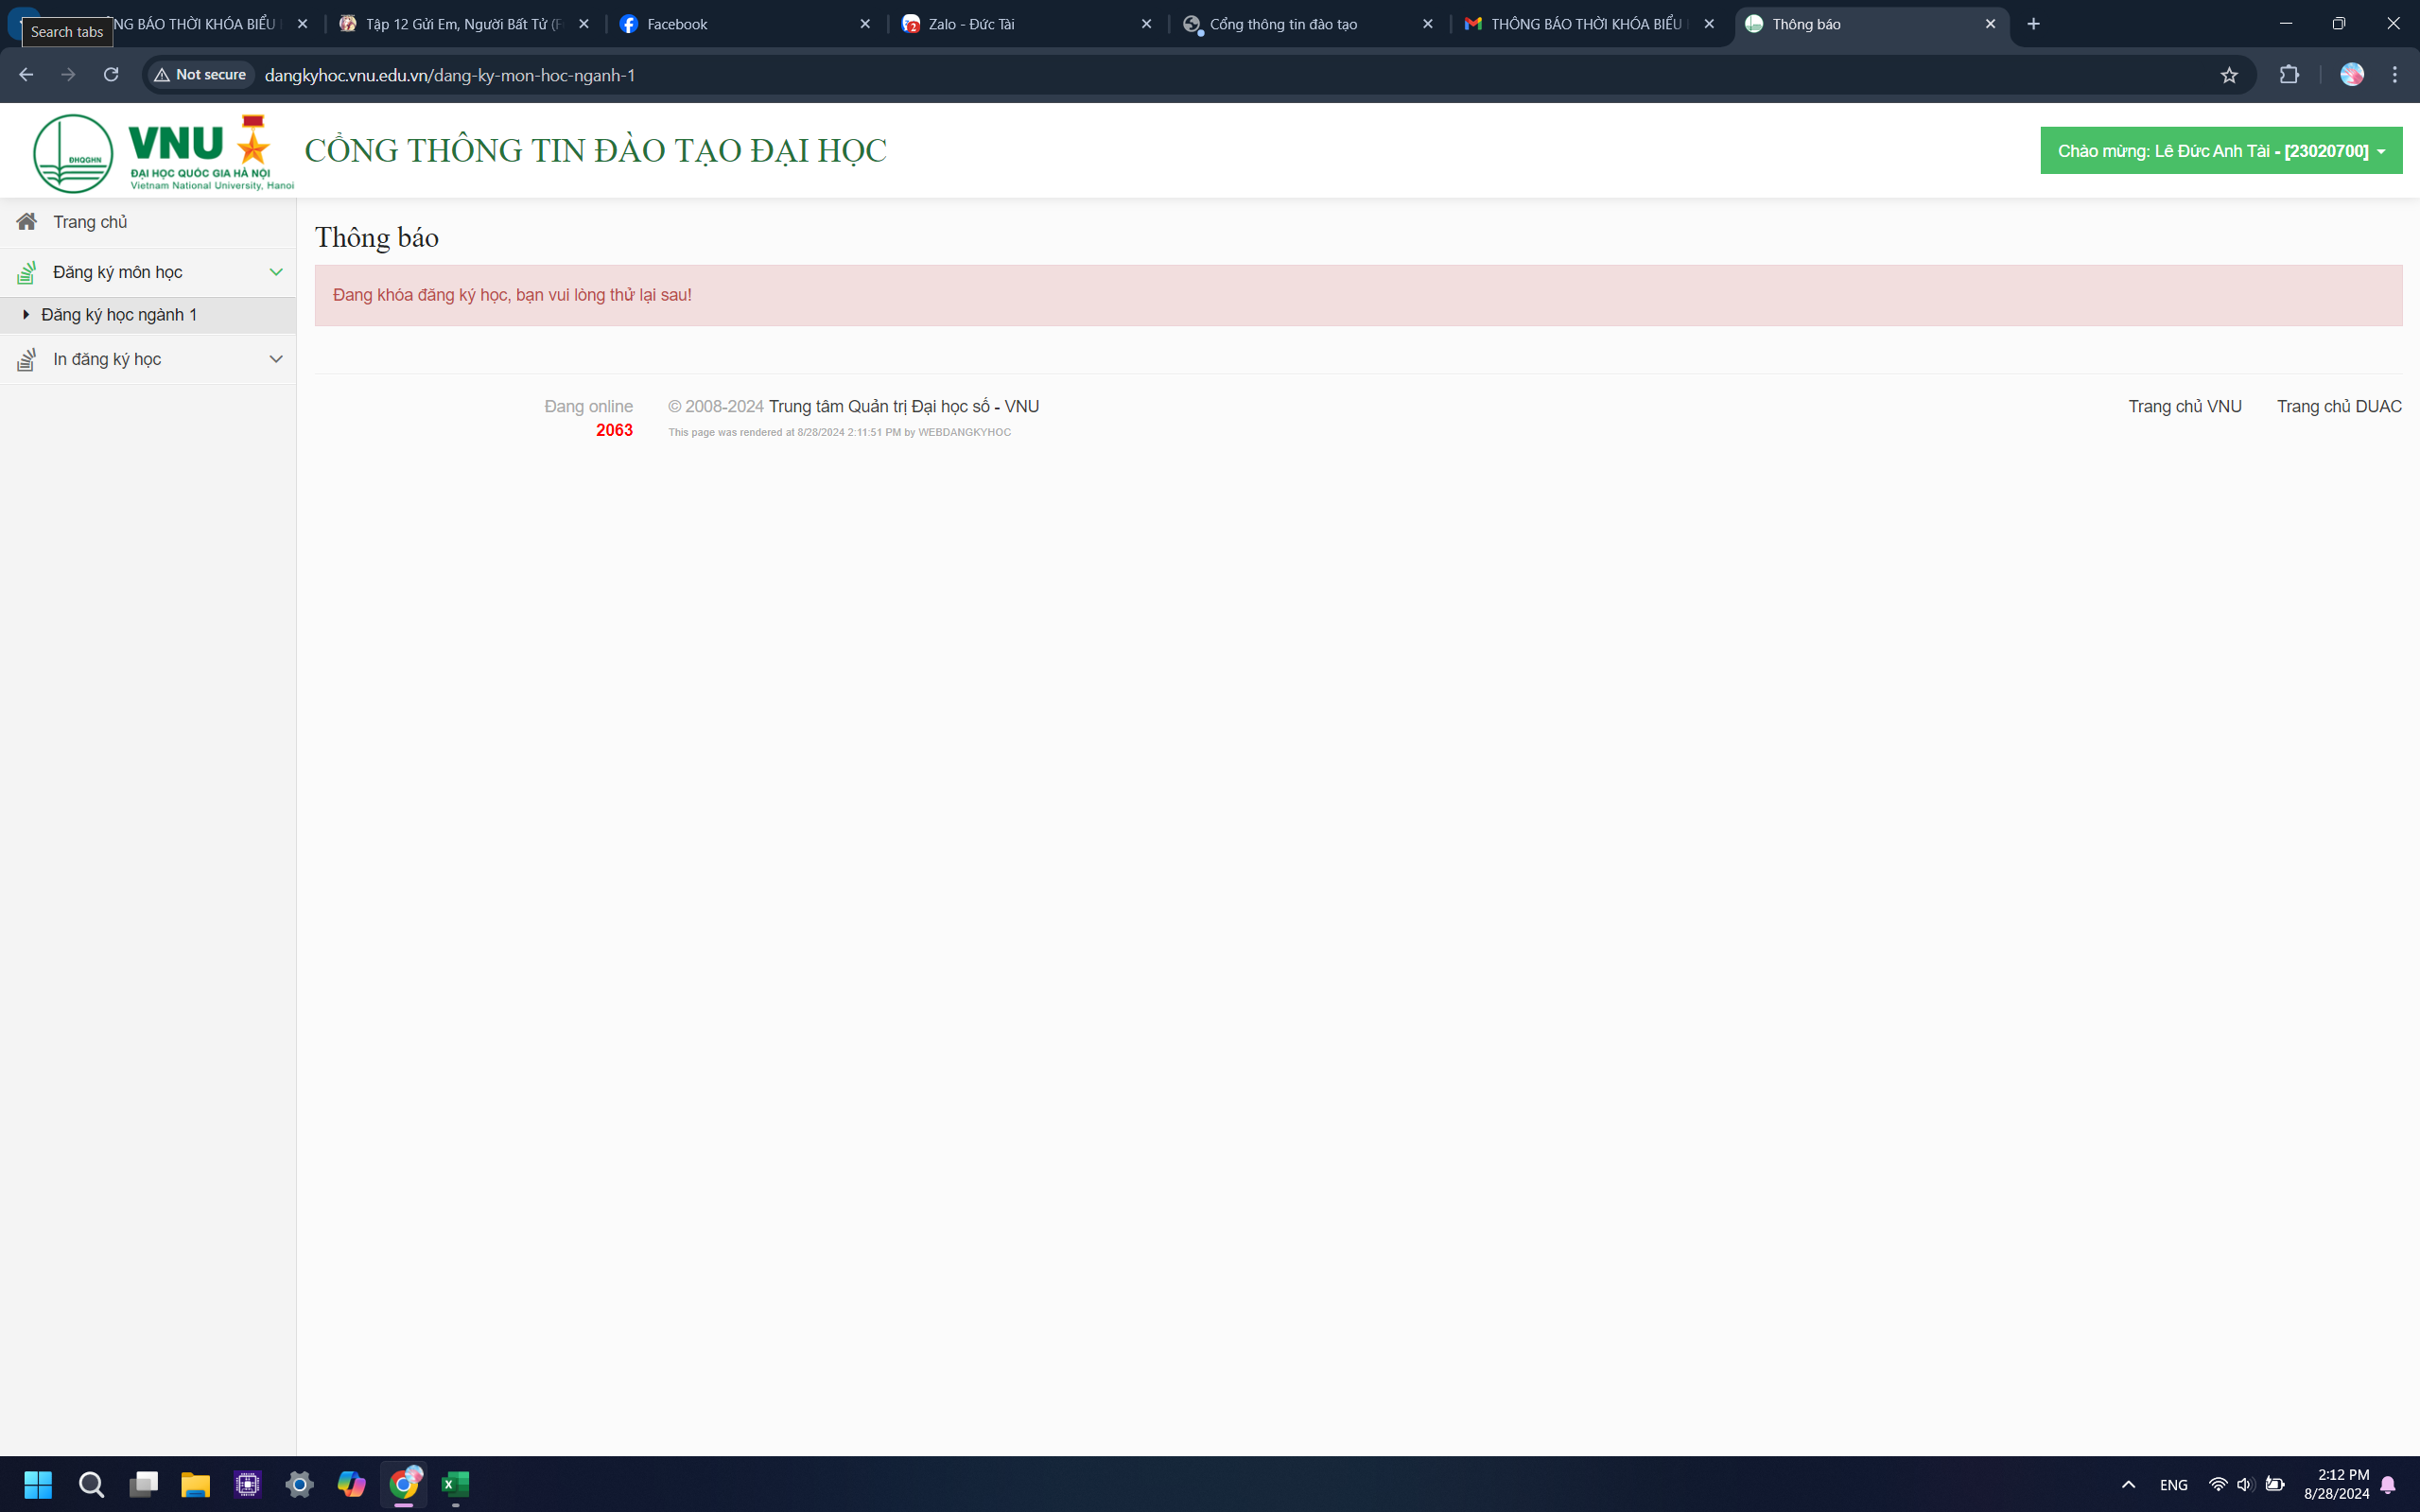 Search tabs
NG BÁO THỜI KHÓA BIỂU
Tập 12 Gửi Em, Người Bất Tử (F
Facebook
Zalo - Đức Tài
Cổng thông tin đào tạo
THÔNG BÁO THỜI KHÓA BIỂU
Thông báo
Not secure
dangkyhoc.vnu.edu.vn/dang-ky-mon-hoc-nganh-1
ĐHQGHN
VNU
ĐẠI HỌC QUỐC GIA HÀ NỘI
Vietnam National University, Hanoi
CỔNG THÔNG TIN ĐÀO TẠO ĐẠI HỌC
Chào mừng: Lê Đức Anh Tài - [23020700]
Trang chủ
Đăng ký môn học
Đăng ký học ngành 1
In đăng ký học
Thông báo
Đang khóa đăng ký học, bạn vui lòng thử lại sau!
Đang online
2063
© 2008-2024 Trung tâm Quản trị Đại học số - VNU
This page was rendered at 8/28/2024 2:11:51 PM by WEBDANGKYHOC
Trang chủ VNU
Trang chủ DUAC
ENG
2:12 PM
8/28/2024